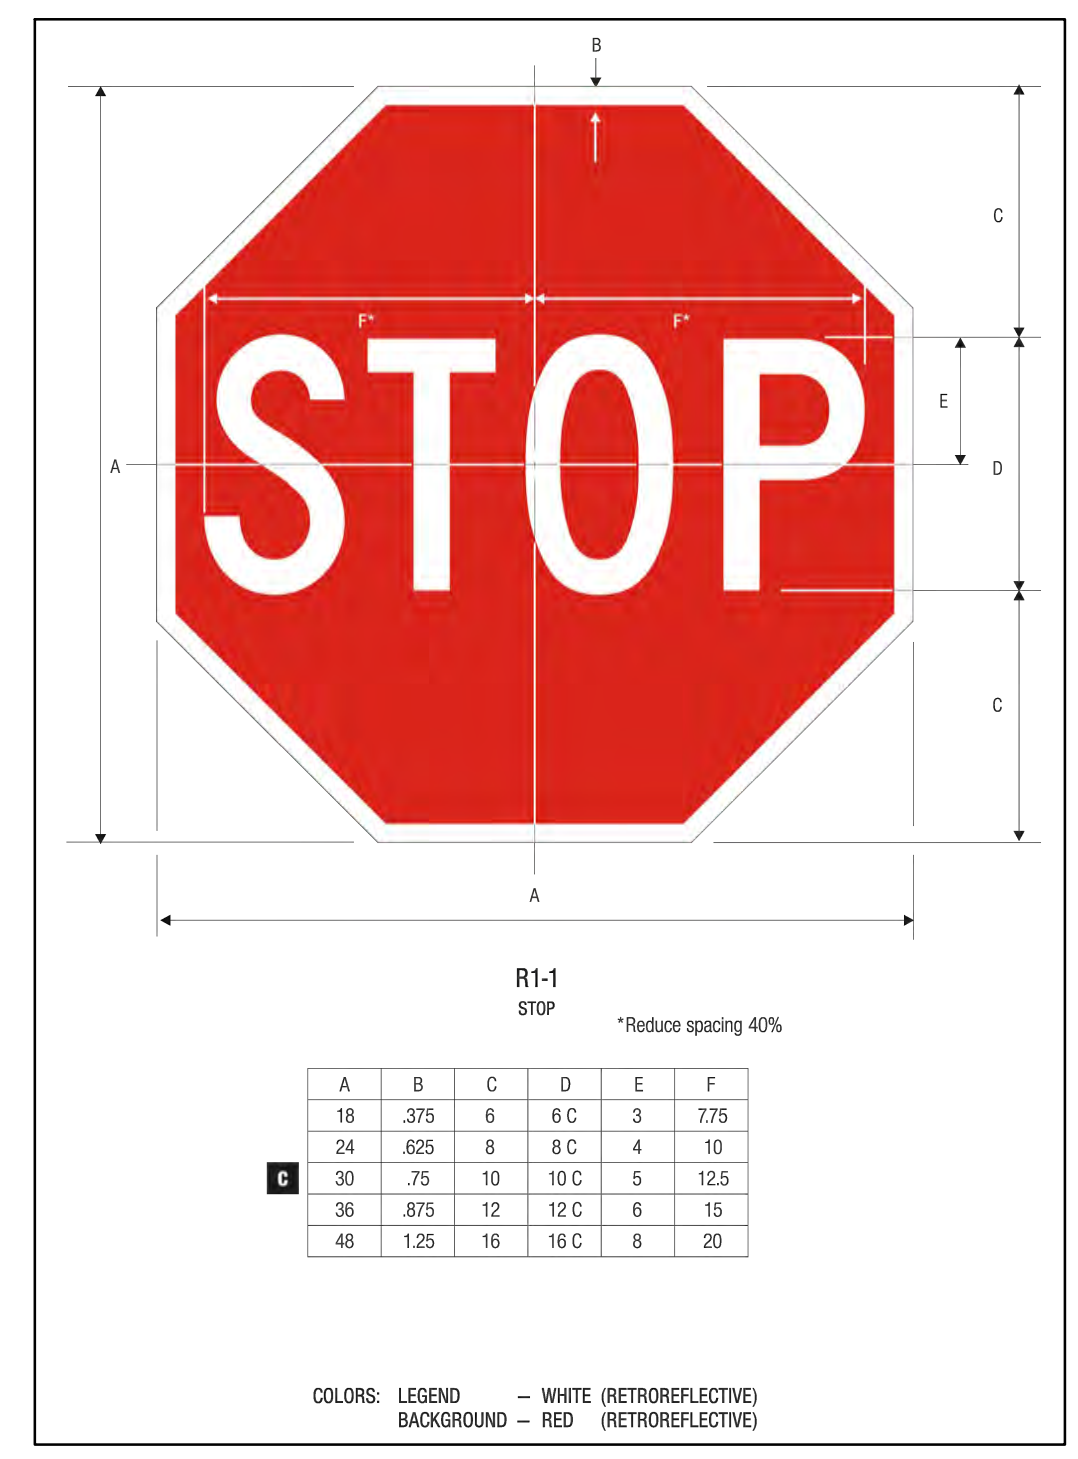 B
C
F* F*
STOP
E
A
D
C
A
R1-1
STOP
*Reduce spacing 40%
A B C D E F
18 .375 6 6 C 3 7.75
24 .625 8 8 C 4 10
C 30 .75 10 10 C 5 12.5
36 .875 12 12 C 6 15
48 1.25 16 16 C 8 20
COLORS: LEGEND – WHITE (RETROREFLECTIVE)
BACKGROUND – RED (RETROREFLECTIVE)